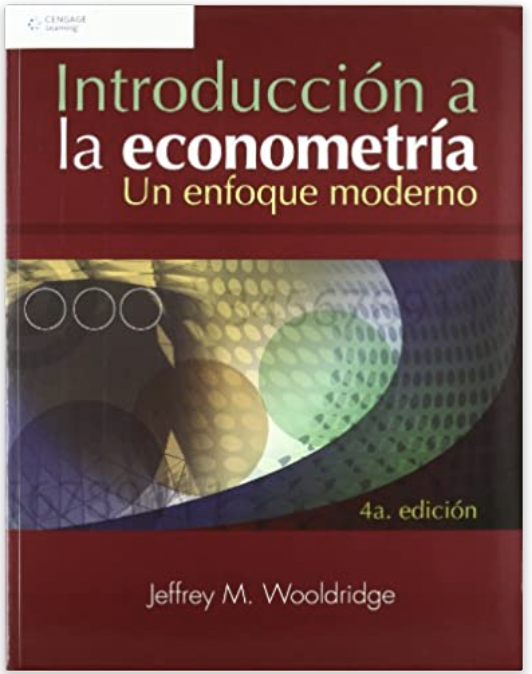 CENGAGE
Learning
Introducción a
la econometría
Un enfoque moderno
4a. edición
Jeffrey M. Wooldridge